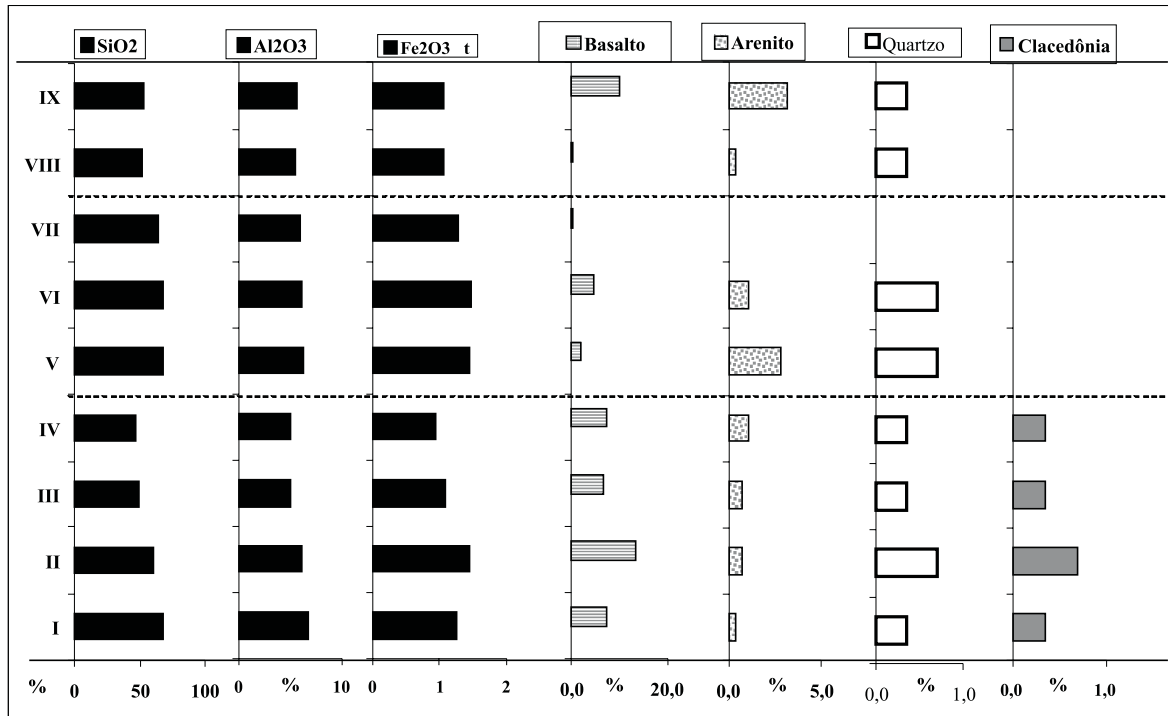 SiO2 Al2O3 Fe2O3 t Basalto Arenito Quartzo Clacedônia
IX
VIII
VII
VI
V
IV
III
II
I
% 0 50 100 0 % 10 0 1 2 0,0 % 20,0 0,0 % 5,0 0,0 % 1,0 0,0 % 1,0